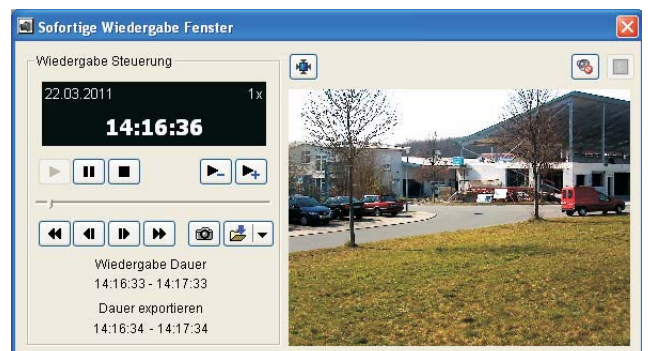 Sofortige Wiedergabe Fenster
Wiedergabe Steuerung
22.03.2011 1x
14:16:36
Wiedergabe Dauer
14:16:33 - 14:17:33
Dauer exportieren
14:16:34 - 14:17:34